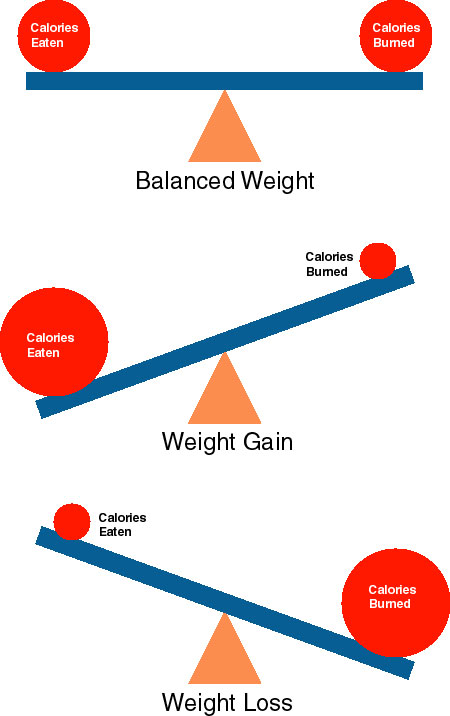 Calories
Eaten
Calories
Burned
Balanced Weight
Calories
Burned
Calories
Eaten
Weight Gain
Calories
Eaten
Calories
Burned
Weight Loss